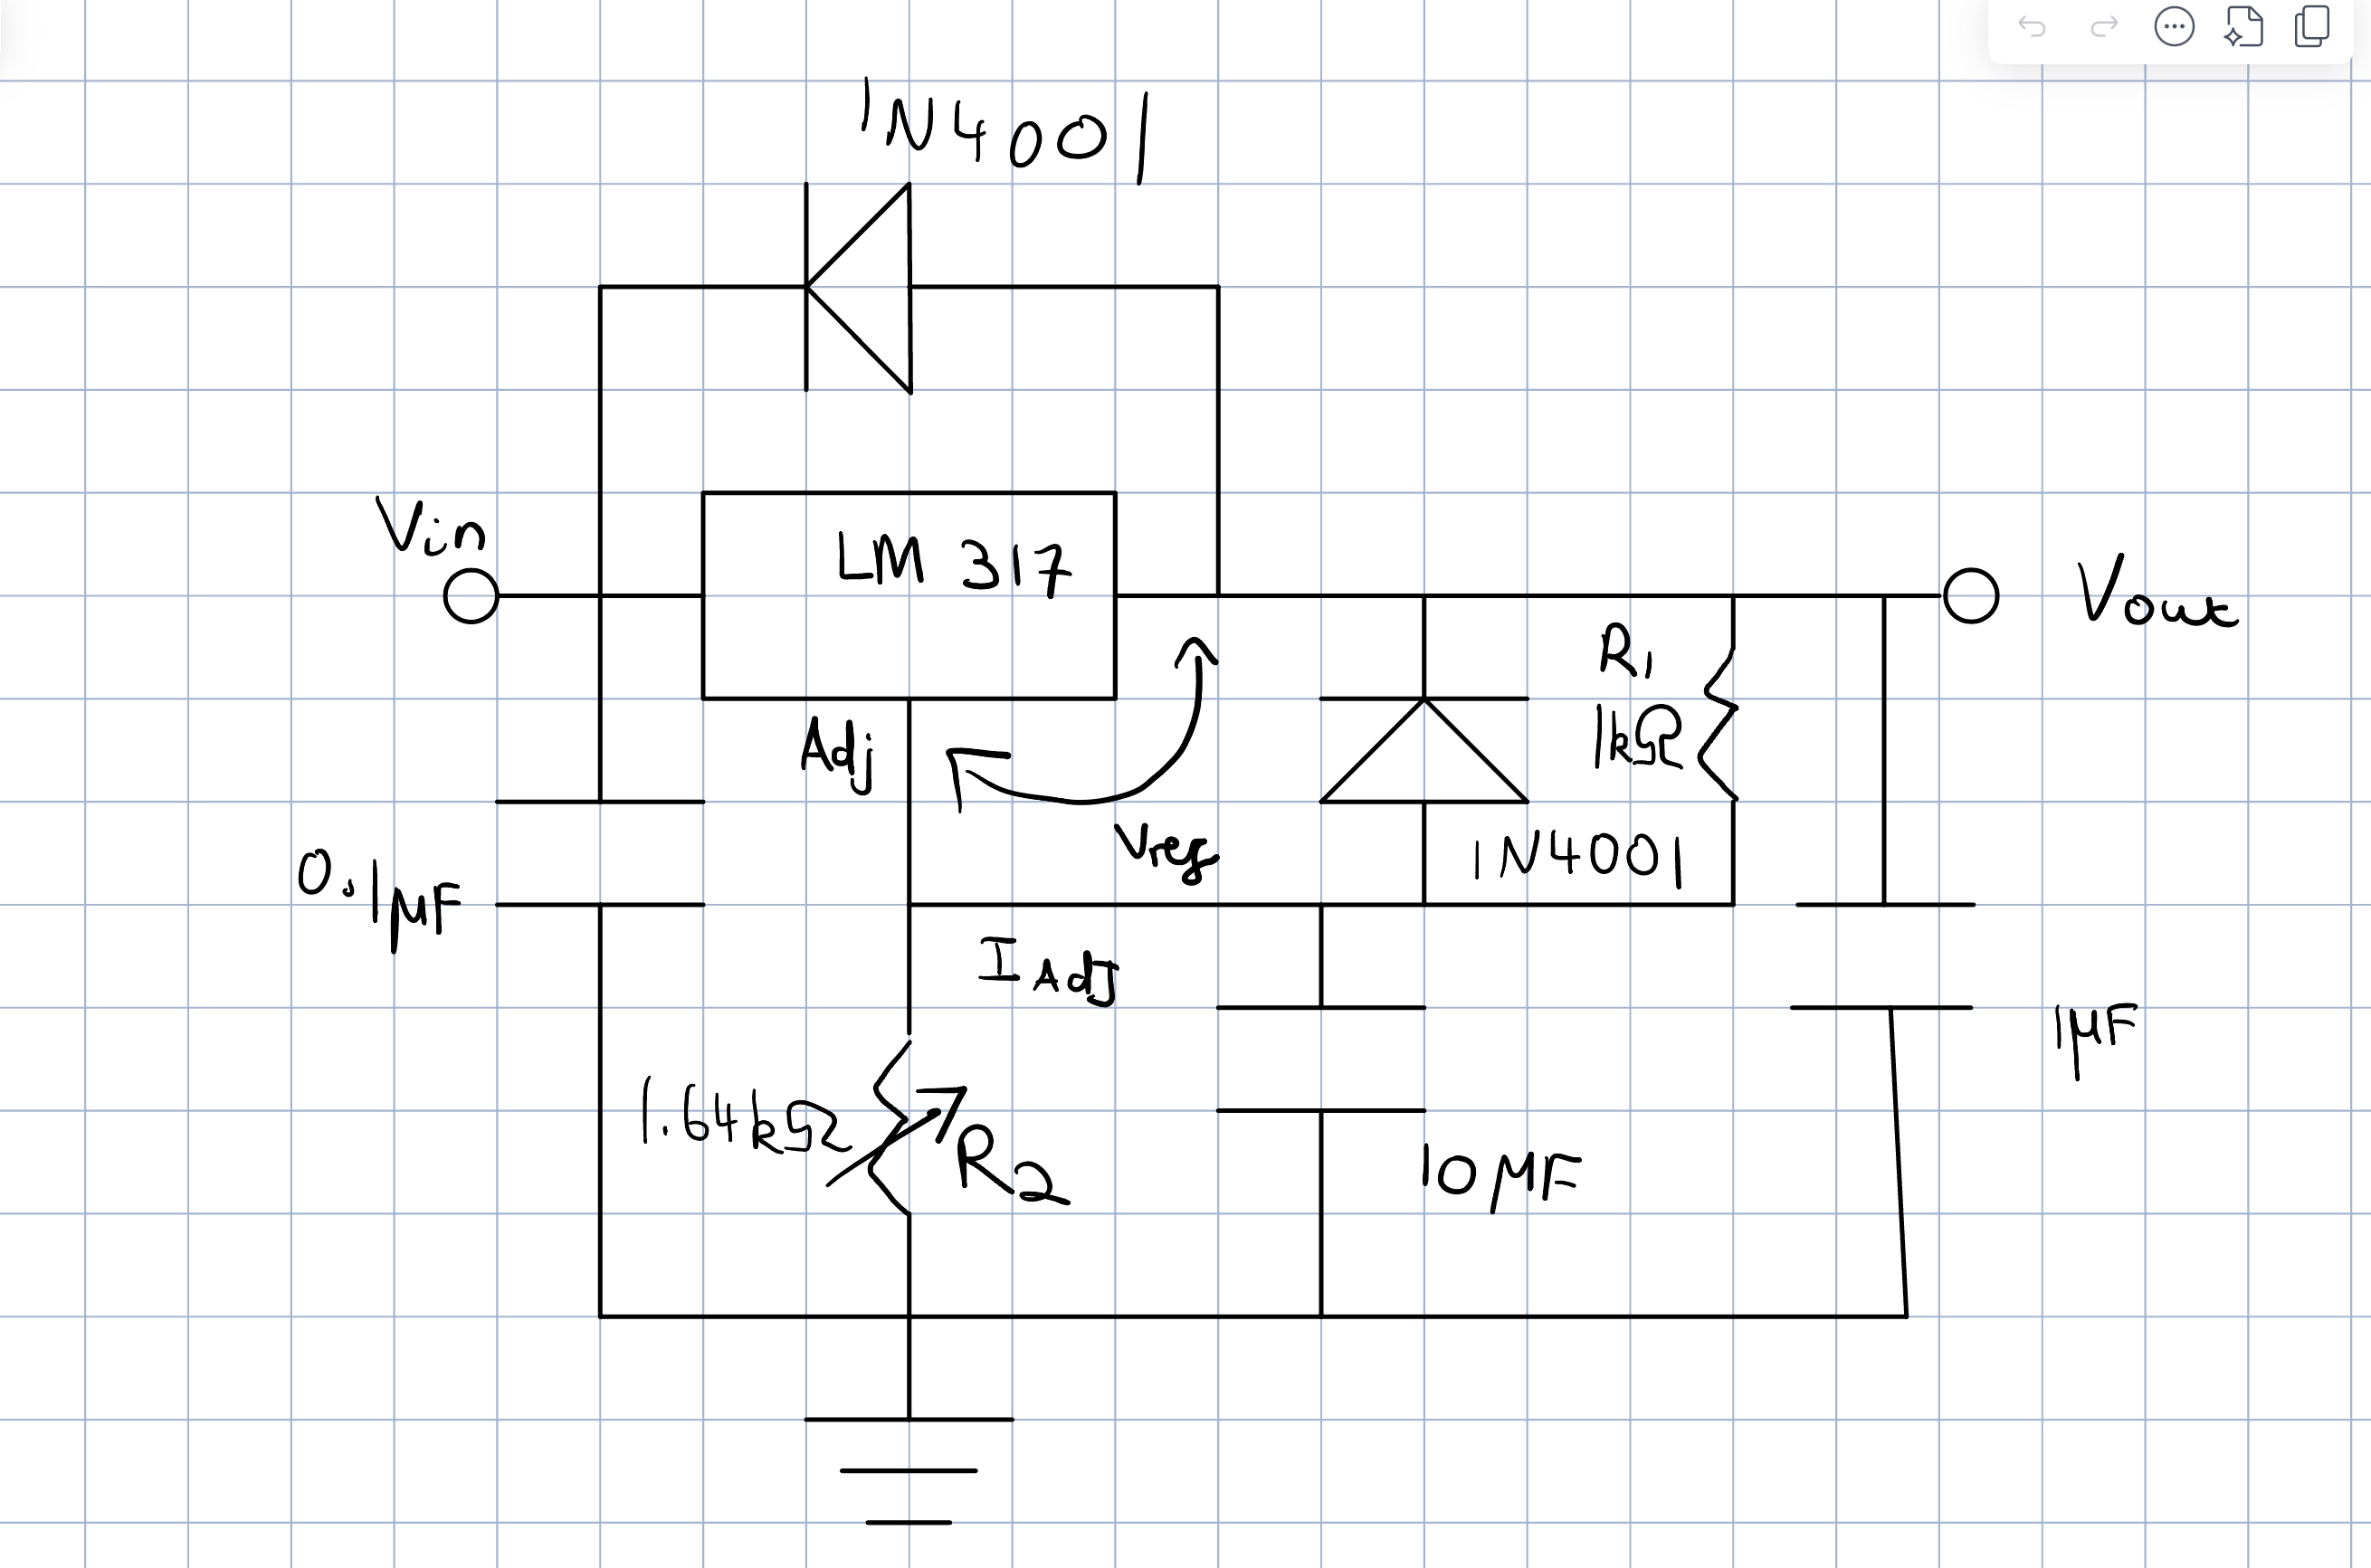 1N4001
Vin
LM 317
Vout
R1
1kΩ
Adj
Vreg
1N4001
0.1μF
IAdj
1μF
1.64kΩ
R2
10μF